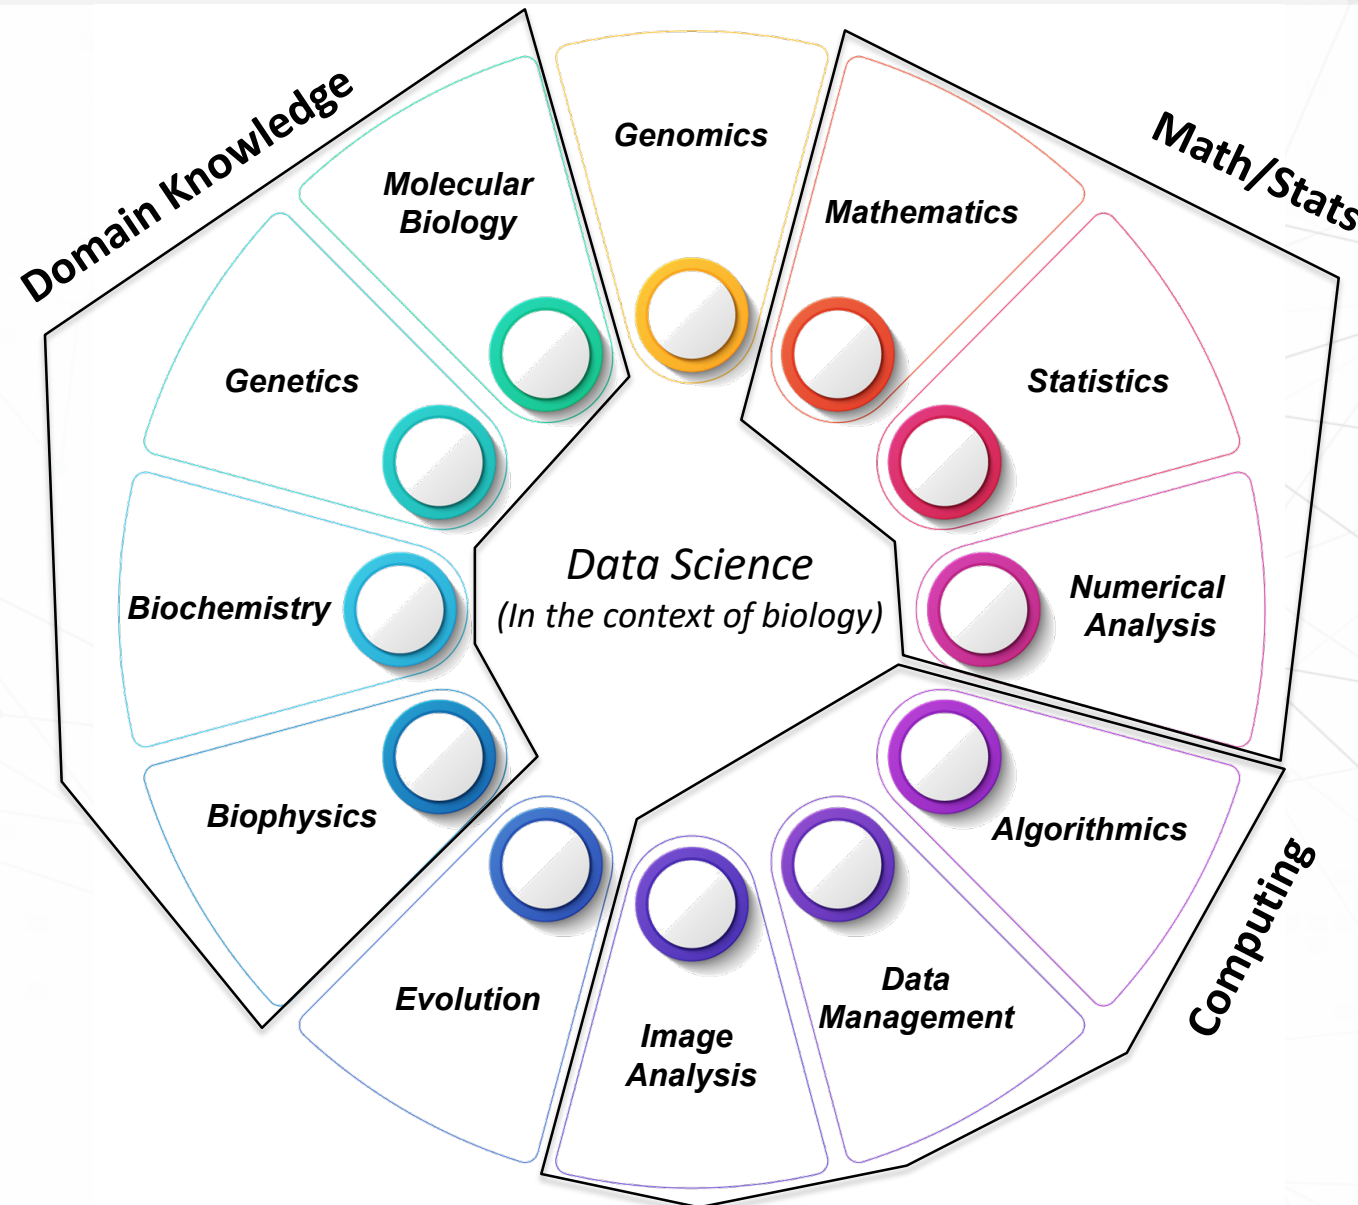 Domain Knowledge
Math/Stats
Genomics
Molecular
Biology
Mathematics
Genetics
Statistics
Data Science
(In the context of biology)
Biochemistry
Numerical
Analysis
Biophysics
Algorithmics
Computing
Evolution
Data
Management
Image
Analysis